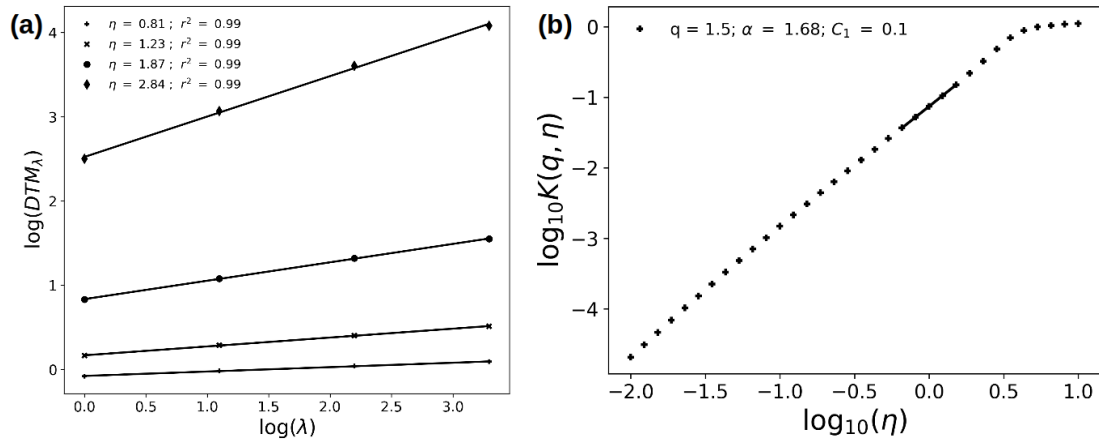 (a)
η = 0.81 ; r² = 0.99
η = 1.23 ; r² = 0.99
η = 1.87 ; r² = 0.99
η = 2.84 ; r² = 0.99
4
3
2
1
0
log(DTM_λ)
0.0 0.5 1.0 1.5 2.0 2.5 3.0
log(λ)
(b)
q = 1.5; α = 1.68; C₁ = 0.1
0
−1
−2
−3
−4
log₁₀K(q, η)
−2.0 −1.5 −1.0 −0.5 0.0 0.5 1.0
log₁₀(η)